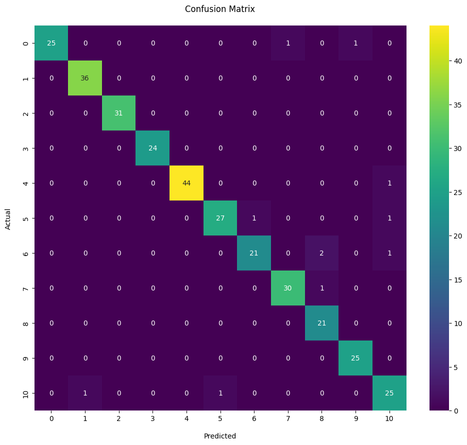 Confusion Matrix
0 25 0 0 0 0 0 0 1 0 1 0
1 0 36 0 0 0 0 0 0 0 0 0
2 0 0 31 0 0 0 0 0 0 0 0
3 0 0 0 24 0 0 0 0 0 0 0
4 0 0 0 0 44 0 0 0 0 0 1
5 0 0 0 0 0 27 1 0 0 0 1
6 0 0 0 0 0 0 21 0 2 0 1
7 0 0 0 0 0 0 0 30 1 0 0
8 0 0 0 0 0 0 0 0 21 0 0
9 0 0 0 0 0 0 0 0 0 25 0
10 0 1 0 0 0 1 0 0 0 0 25
0 1 2 3 4 5 6 7 8 9 10
Actual
Predicted
40
35
30
25
20
15
10
5
0